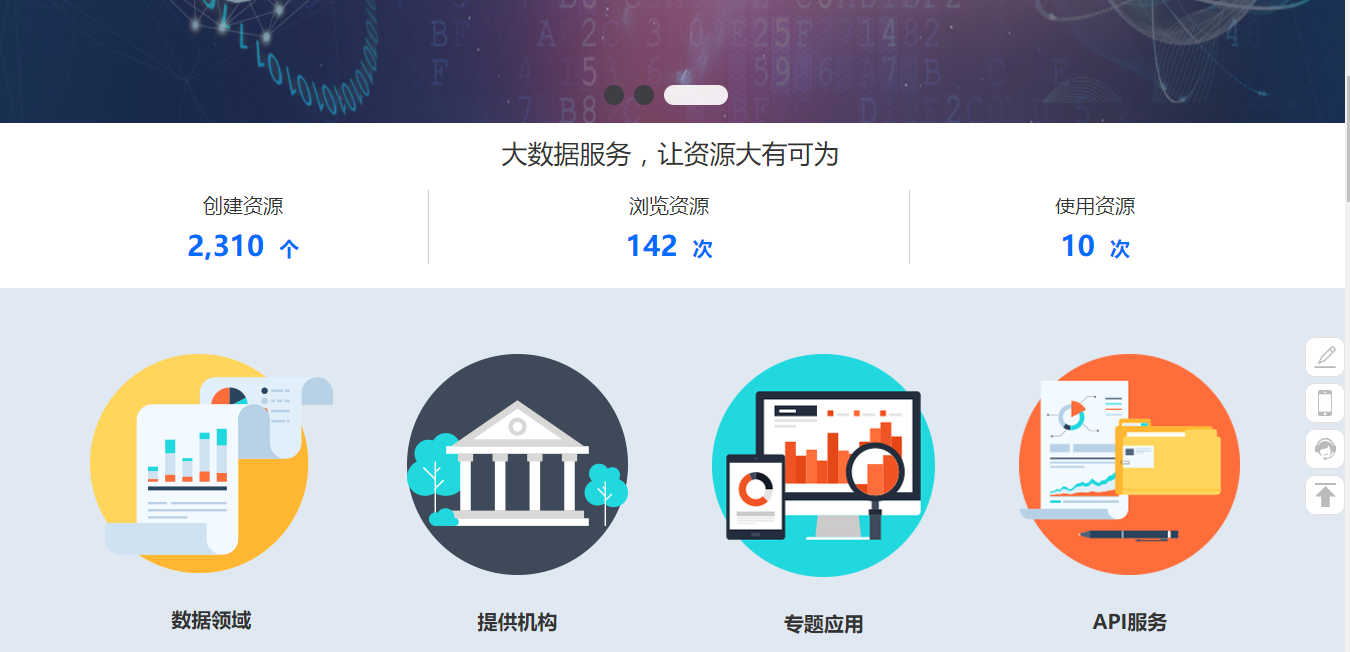 大数据服务，让资源大有可为
创建资源
浏览资源
使用资源
2,310 个
142 次
10 次
数据领域
提供机构
专题应用
API服务